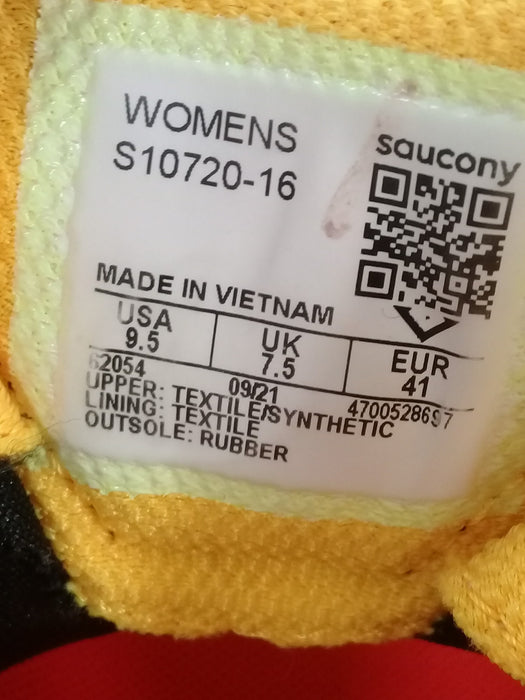 WOMENS
S10720-16
saucony
MADE IN VIETNAM
USA
9.5
UK
7.5
EUR
41
62054
09/21
UPPER: TEXTILE/SYNTHETIC
LINING: TEXTILE
OUTSOLE: RUBBER